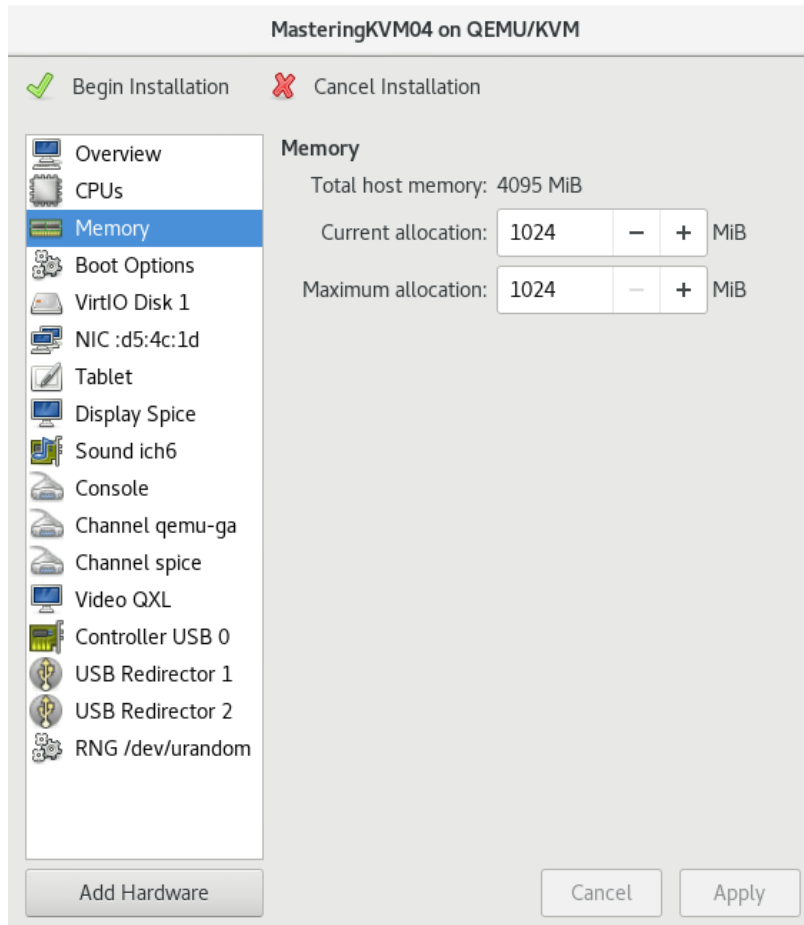 MasteringKVM04 on QEMU/KVM
Begin Installation Cancel Installation
Overview
CPUs
Memory
Boot Options
VirtIO Disk 1
NIC :d5:4c:1d
Tablet
Display Spice
Sound ich6
Console
Channel qemu-ga
Channel spice
Video QXL
Controller USB 0
USB Redirector 1
USB Redirector 2
RNG /dev/urandom
Add Hardware
Memory
Total host memory: 4095 MiB
Current allocation: 1024 − + MiB
Maximum allocation: 1024 − + MiB
Cancel Apply